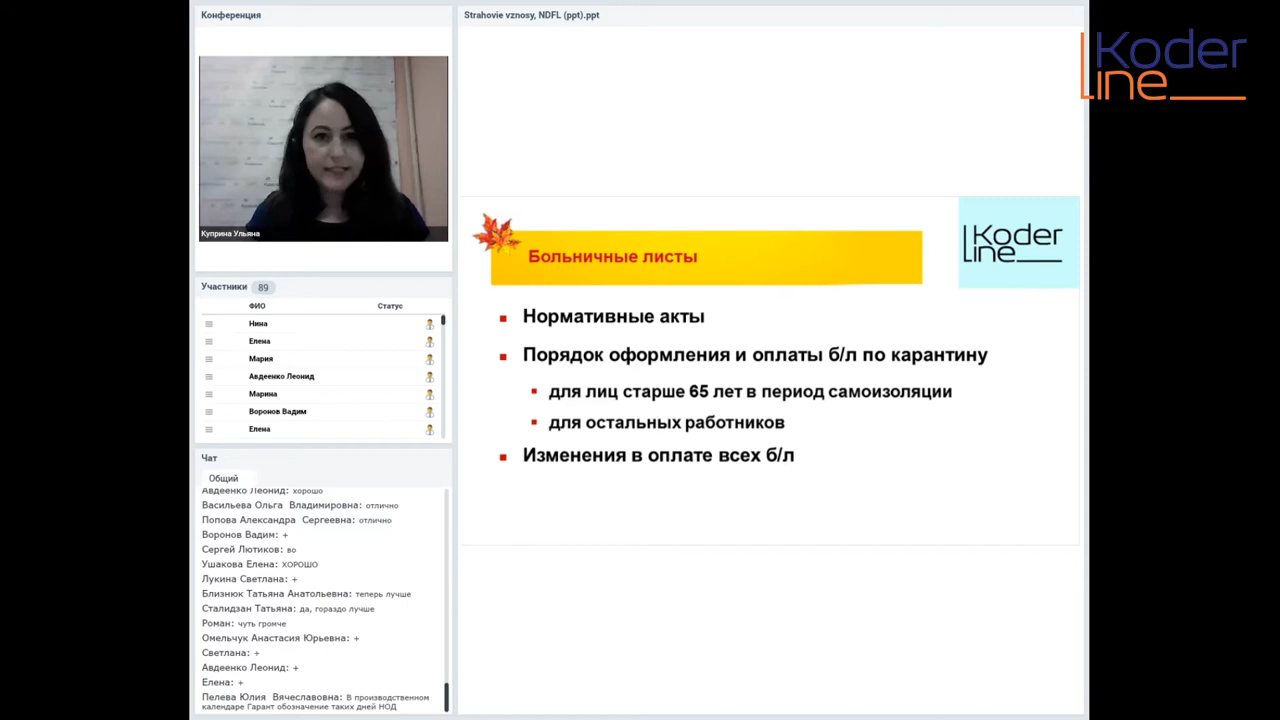 Конференция
Куприна Ульяна
Участники 89
ФИО Статус
Нина
Елена
Мария
Авдеенко Леонид
Марина
Воронов Вадим
Елена
Чат
Общий
Авдеенко Леонид: хорошо
Васильева Ольга Владимировна: отлично
Попова Александра Сергеевна: отлично
Воронов Вадим: +
Сергей Лютиков: во
Ушакова Елена: ХОРОШО
Лукина Светлана: +
Близнюк Татьяна Анатольевна: теперь лучше
Сталидзан Татьяна: да, гораздо лучше
Роман: чуть громче
Омельчук Анастасия Юрьевна: +
Светлана: +
Авдеенко Леонид: +
Елена: +
Пелева Юлия Вячеславовна: В производственном
календаре Гарант обозначение таких дней НОД
Strahovie vznosy, NDFL (ppt).ppt
Koder
line
Больничные листы
Koder
line
Нормативные акты
Порядок оформления и оплаты б/л по карантину
для лиц старше 65 лет в период самоизоляции
для остальных работников
Изменения в оплате всех б/л